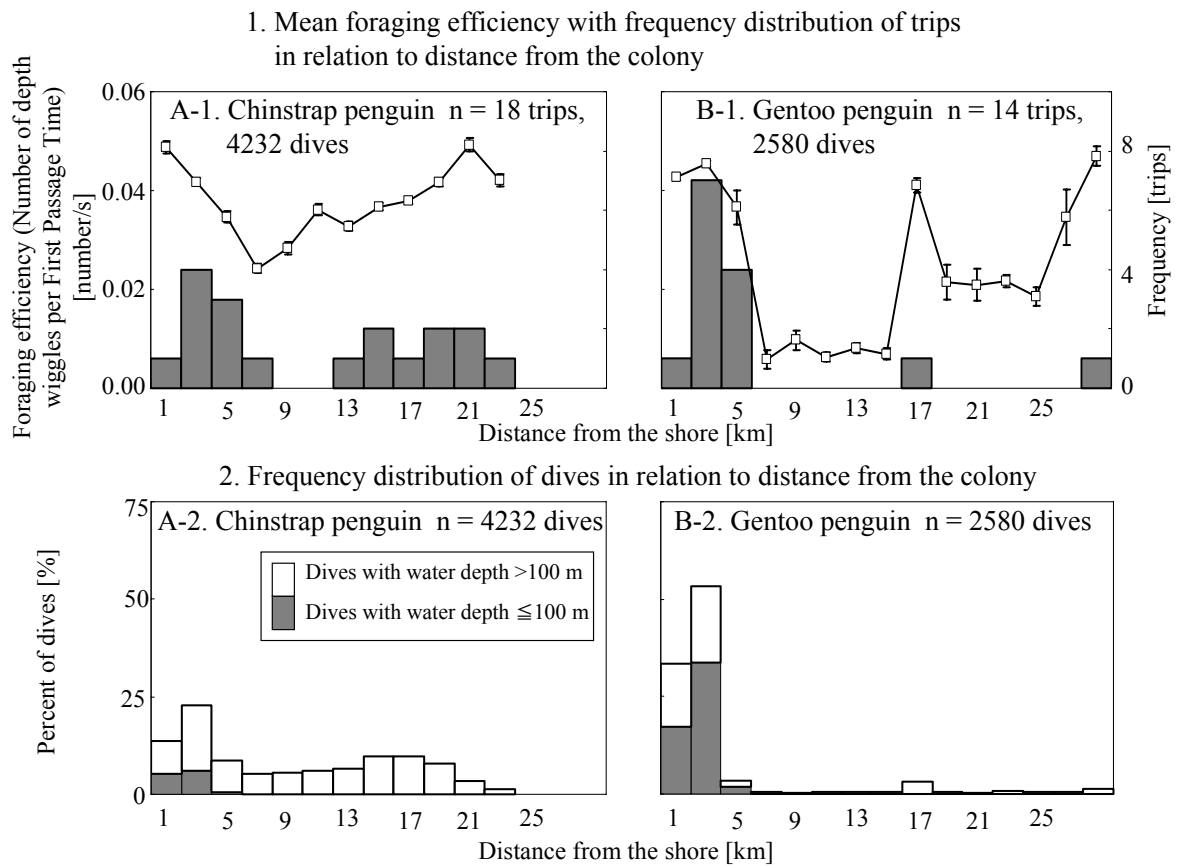 1. Mean foraging efficiency with frequency distribution of trips
in relation to distance from the colony
Foraging efficiency (Number of depth
wiggles per First Passage Time)
[number/s]
0.06
0.04
0.02
0.00
A-1. Chinstrap penguin n = 18 trips,
4232 dives
1 5 9 13 17 21 25
B-1. Gentoo penguin n = 14 trips,
2580 dives
1 5 9 13 17 21 25
8
4
0
Frequency [trips]
Distance from the shore [km]
2. Frequency distribution of dives in relation to distance from the colony
Percent of dives [%]
75
50
25
0
A-2. Chinstrap penguin n = 4232 dives
Dives with water depth >100 m
Dives with water depth ≦100 m
1 5 9 13 17 21 25
B-2. Gentoo penguin n = 2580 dives
1 5 9 13 17 21 25
Distance from the shore [km]